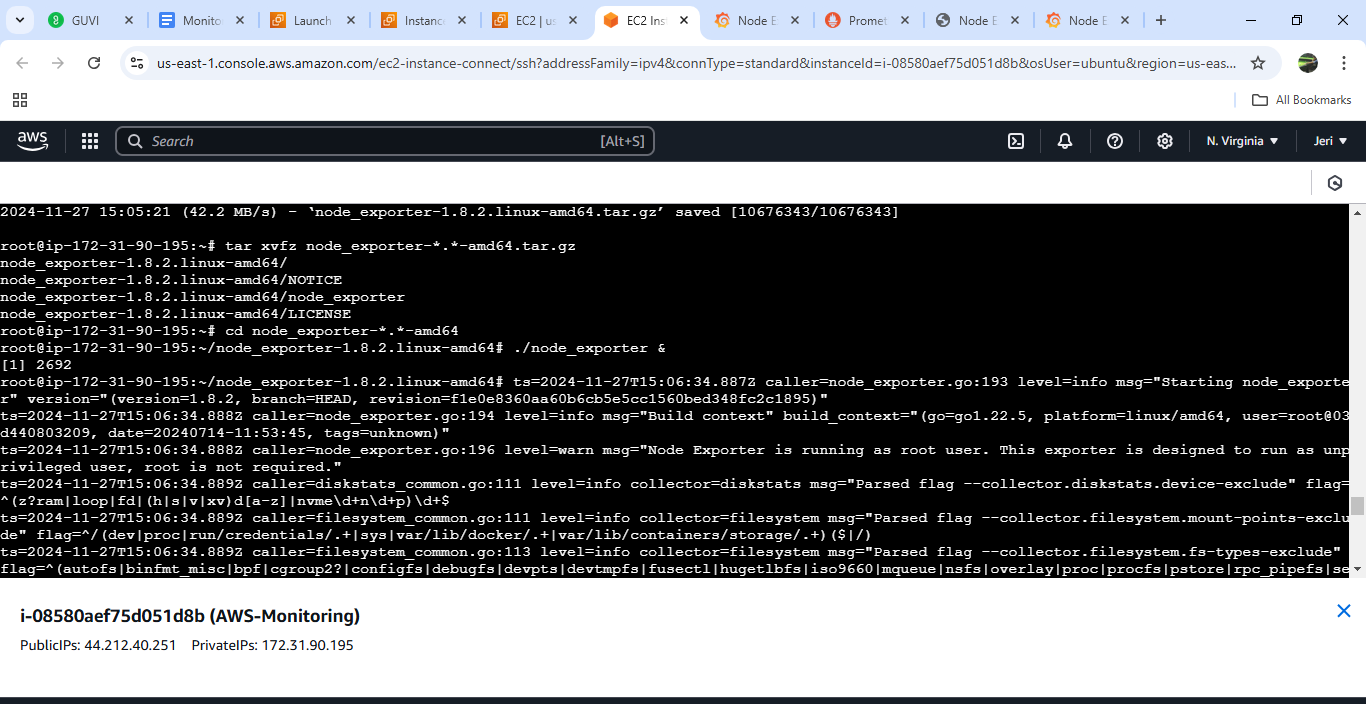 GUVI
Monito
Launch
Instance
EC2 | us
EC2 Ins
Node E
Promet
Node E
Node E
us-east-1.console.aws.amazon.com/ec2-instance-connect/ssh?addressFamily=ipv4&connType=standard&instanceId=i-08580aef75d051d8b&osUser=ubuntu&region=us-eas...
All Bookmarks
aws
Search
[Alt+S]
N. Virginia
Jeri
2024-11-27 15:05:21 (42.2 MB/s) - ‘node_exporter-1.8.2.linux-amd64.tar.gz’ saved [10676343/10676343]
root@ip-172-31-90-195:~# tar xvfz node_exporter-*.*-amd64.tar.gz
node_exporter-1.8.2.linux-amd64/
node_exporter-1.8.2.linux-amd64/NOTICE
node_exporter-1.8.2.linux-amd64/node_exporter
node_exporter-1.8.2.linux-amd64/LICENSE
root@ip-172-31-90-195:~# cd node_exporter-*.*-amd64
root@ip-172-31-90-195:~/node_exporter-1.8.2.linux-amd64# ./node_exporter &
[1] 2692
root@ip-172-31-90-195:~/node_exporter-1.8.2.linux-amd64# ts=2024-11-27T15:06:34.887Z caller=node_exporter.go:193 level=info msg="Starting node_exporte
r" version="(version=1.8.2, branch=HEAD, revision=f1e0e8360aa60b6cb5e5cc1560bed348fc2c1895)"
ts=2024-11-27T15:06:34.888Z caller=node_exporter.go:194 level=info msg="Build context" build_context="(go=go1.22.5, platform=linux/amd64, user=root@03
d440803209, date=20240714-11:53:45, tags=unknown)"
ts=2024-11-27T15:06:34.888Z caller=node_exporter.go:196 level=warn msg="Node Exporter is running as root user. This exporter is designed to run as unp
rivileged user, root is not required."
ts=2024-11-27T15:06:34.889Z caller=diskstats_common.go:111 level=info collector=diskstats msg="Parsed flag --collector.diskstats.device-exclude" flag=
^(z?ram|loop|fd|(h|s|v|xv)d[a-z]|nvme\d+n\d+p)\d+$
ts=2024-11-27T15:06:34.889Z caller=filesystem_common.go:111 level=info collector=filesystem msg="Parsed flag --collector.filesystem.mount-points-exclu
de" flag=^/(dev|proc|run/credentials/.+|sys|var/lib/docker/.+|var/lib/containers/storage/.+)($|/)
ts=2024-11-27T15:06:34.889Z caller=filesystem_common.go:113 level=info collector=filesystem msg="Parsed flag --collector.filesystem.fs-types-exclude"
flag=^(autofs|binfmt_misc|bpf|cgroup2?|configfs|debugfs|devpts|devtmpfs|fusectl|hugetlbfs|iso9660|mqueue|nsfs|overlay|proc|procfs|pstore|rpc_pipefs|se
i-08580aef75d051d8b (AWS-Monitoring)
PublicIPs: 44.212.40.251 PrivateIPs: 172.31.90.195